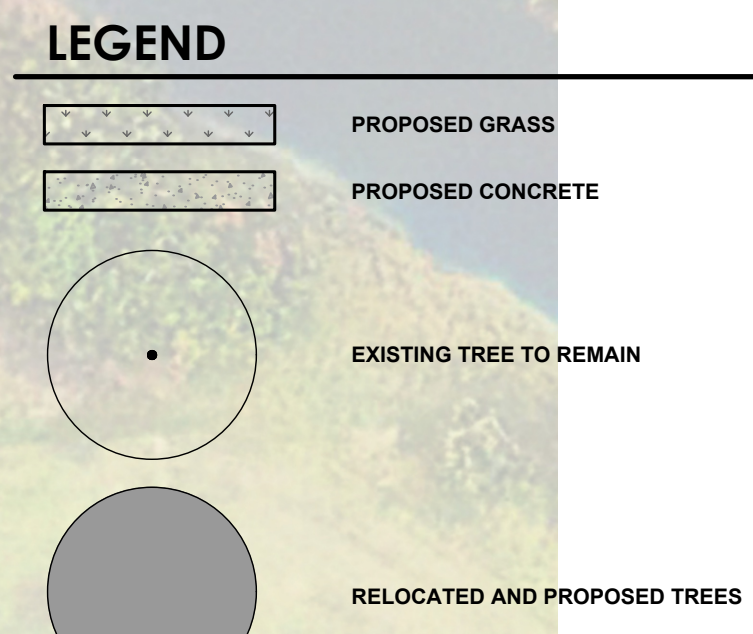 LEGEND
PROPOSED GRASS
PROPOSED CONCRETE
EXISTING TREE TO REMAIN
RELOCATED AND PROPOSED TREES